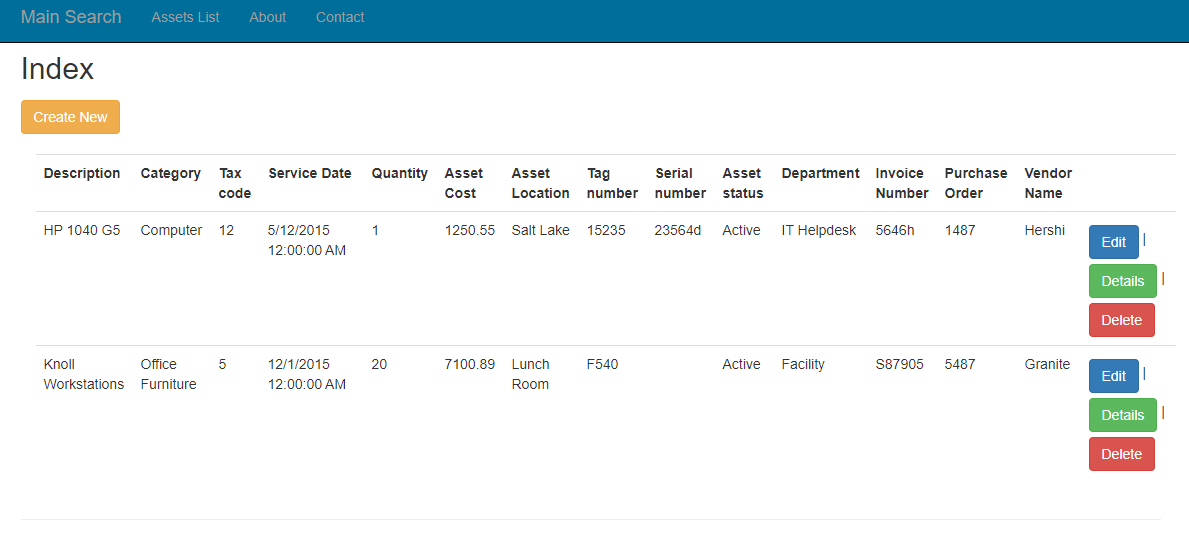 Main Search Assets List About Contact
Index
Create New
Description Category Tax code Service Date Quantity Asset Cost Asset Location Tag number Serial number Asset status Department Invoice Number Purchase Order Vendor Name
HP 1040 G5 Computer 12 5/12/2015 12:00:00 AM 1 1250.55 Salt Lake 15235 23564d Active IT Helpdesk 5646h 1487 Hershi
Edit |
Details |
Delete
Knoll Workstations Office Furniture 5 12/1/2015 12:00:00 AM 20 7100.89 Lunch Room F540 Active Facility S87905 5487 Granite
Edit |
Details |
Delete